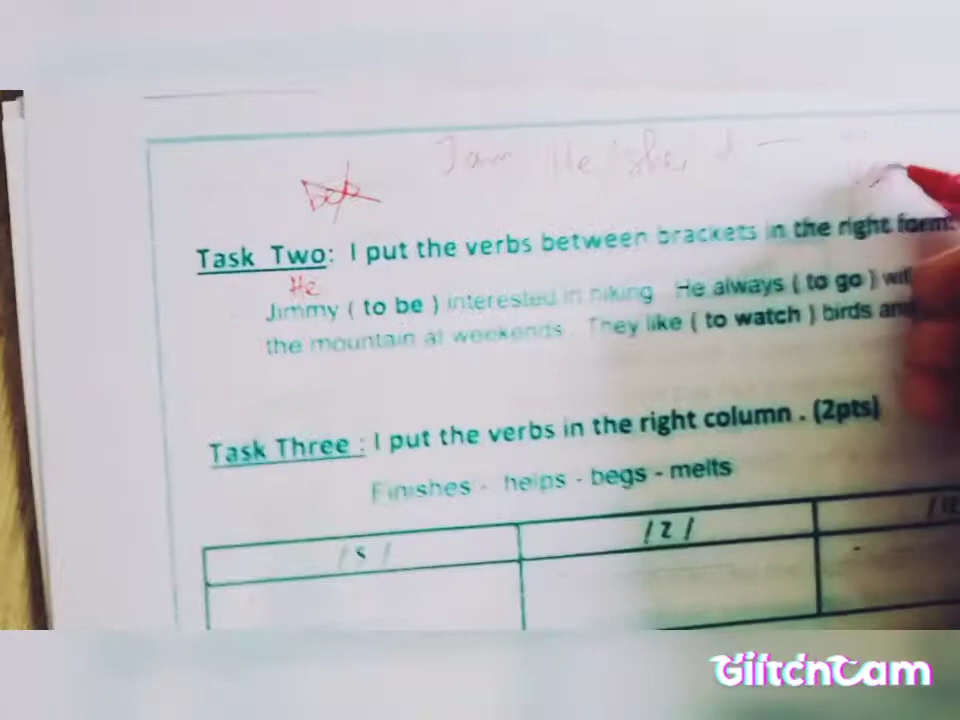 I am He she it
Task Two: I put the verbs between brackets in the right form.
He
Jimmy ( to be ) interested in hiking He always ( to go ) wit
the mountain at weekends . They like ( to watch ) birds and
Task Three : I put the verbs in the right column . (2pts)
Finishes - helps - begs - melts
/ s / / z /
GlitchCam